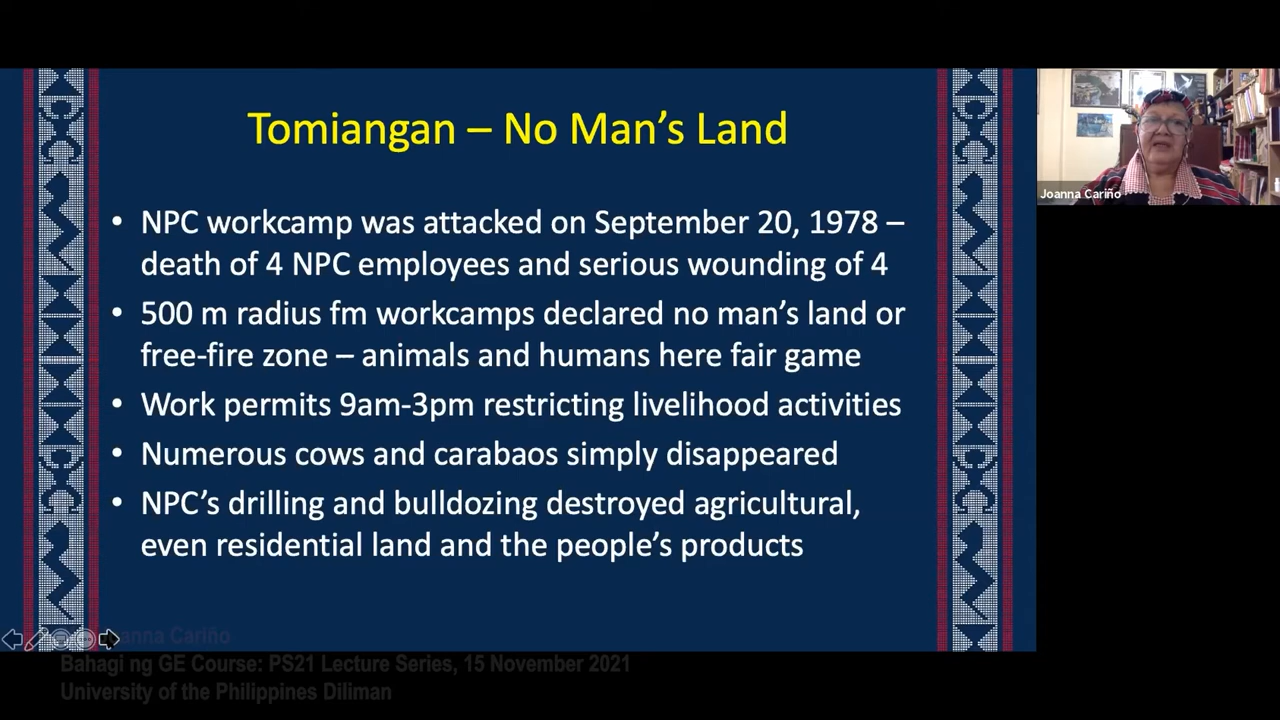 Tomiangan – No Man's Land
• NPC workcamp was attacked on September 20, 1978 –
death of 4 NPC employees and serious wounding of 4
• 500 m radius fm workcamps declared no man's land or
free-fire zone – animals and humans here fair game
• Work permits 9am-3pm restricting livelihood activities
• Numerous cows and carabaos simply disappeared
• NPC's drilling and bulldozing destroyed agricultural,
even residential land and the people's products
Joanna Cariño
Cariño
Bahagi ng GE Course: PS21 Lecture Series, 15 November 2021
University of the Philippines Diliman